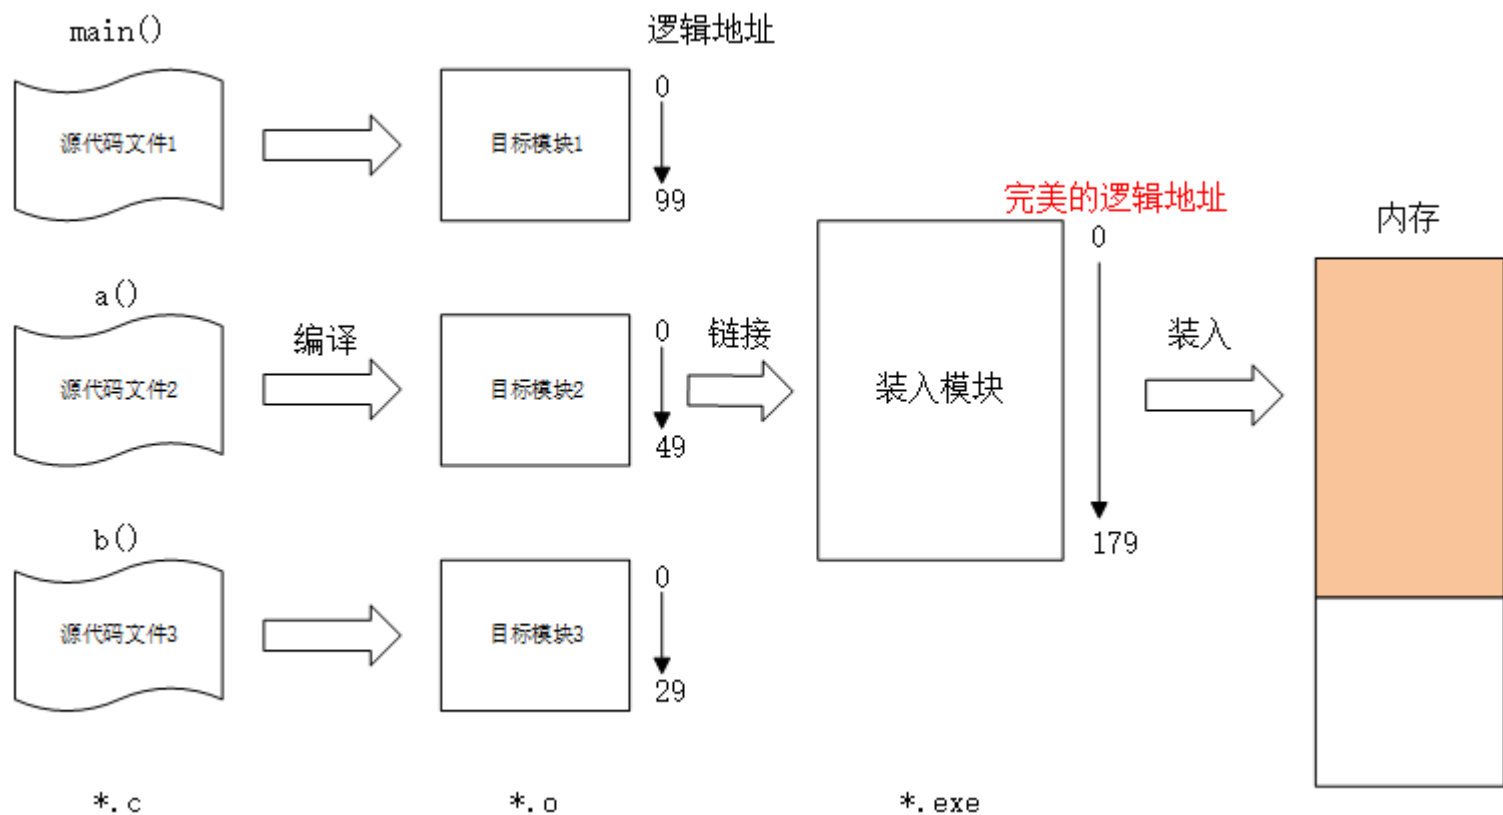 main()
逻辑地址
源代码文件1
目标模块1
0
99
完美的逻辑地址
0
内存
a()
编译
源代码文件2
目标模块2
0
49
链接
装入模块
装入
179
b()
源代码文件3
目标模块3
0
29
*.c
*.o
*.exe